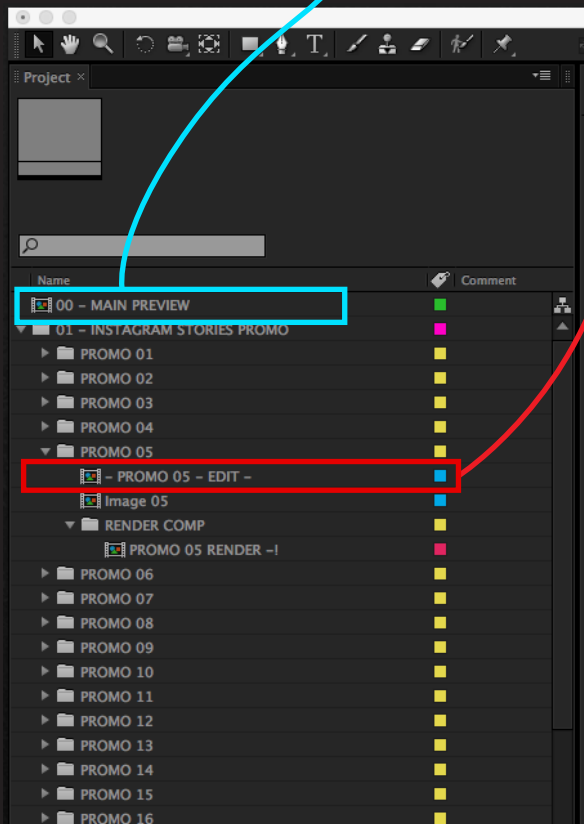 Project ×
Name Comment
00 – MAIN PREVIEW
01 – INSTAGRAM STORIES PROMO
PROMO 01
PROMO 02
PROMO 03
PROMO 04
PROMO 05
– PROMO 05 – EDIT –
Image 05
RENDER COMP
PROMO 05 RENDER –!
PROMO 06
PROMO 07
PROMO 08
PROMO 09
PROMO 10
PROMO 11
PROMO 12
PROMO 13
PROMO 14
PROMO 15
PROMO 16